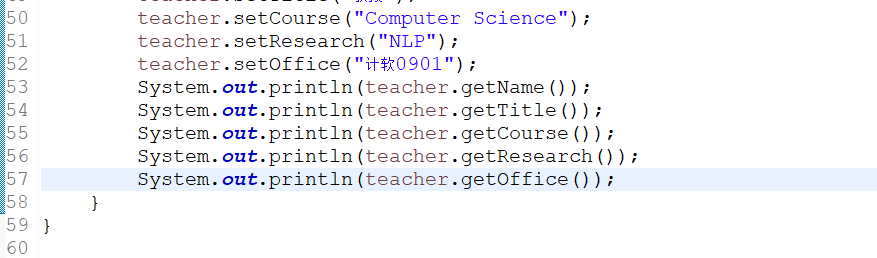 50 teacher.setCourse("Computer Science");
51 teacher.setResearch("NLP");
52 teacher.setOffice("计软0901");
53 System.out.println(teacher.getName());
54 System.out.println(teacher.getTitle());
55 System.out.println(teacher.getCourse());
56 System.out.println(teacher.getResearch());
57 System.out.println(teacher.getOffice());
58 }
59 }
60